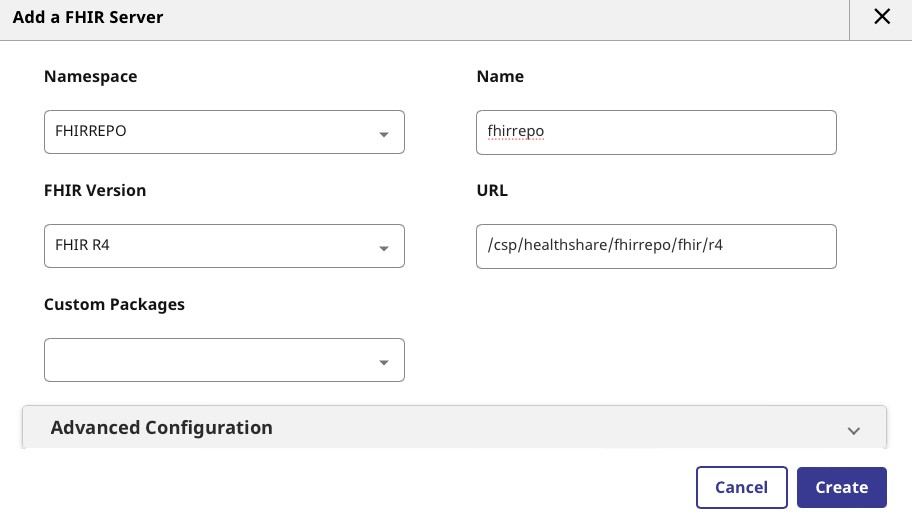 Add a FHIR Server
Namespace
Name
FHIRREPO
fhirrepo
FHIR Version
URL
FHIR R4
/csp/healthshare/fhirrepo/fhir/r4
Custom Packages
Advanced Configuration
Cancel
Create